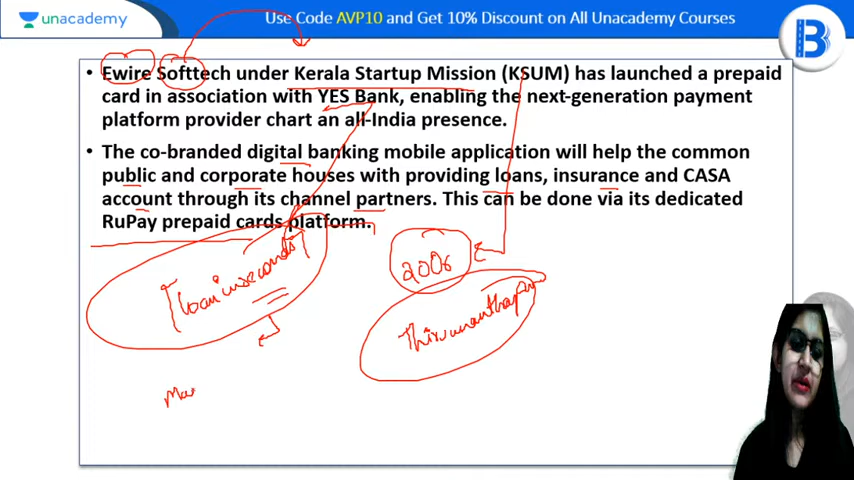 unacademy
Use Code AVP10 and Get 10% Discount on All Unacademy Courses
B
• Ewire Softtech under Kerala Startup Mission (KSUM) has launched a prepaid
card in association with YES Bank, enabling the next-generation payment
platform provider chart an all-India presence.
• The co-branded digital banking mobile application will help the common
public and corporate houses with providing loans, insurance and CASA
account through its channel partners. This can be done via its dedicated
RuPay prepaid cards platform.
loan in seconds
2006